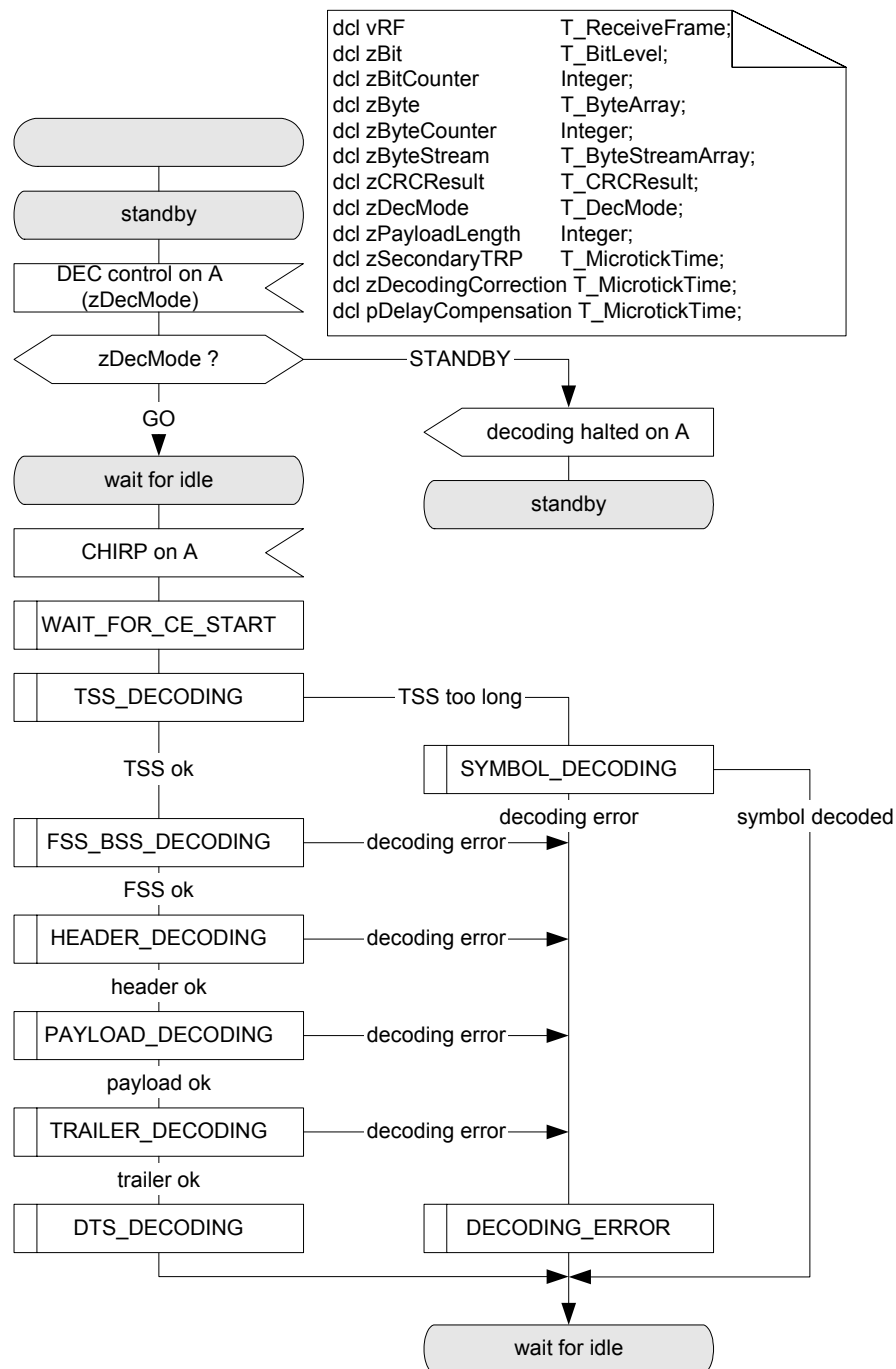 dcl vRF T_ReceiveFrame;
dcl zBit T_BitLevel;
dcl zBitCounter Integer;
dcl zByte T_ByteArray;
dcl zByteCounter Integer;
dcl zByteStream T_ByteStreamArray;
dcl zCRCResult T_CRCResult;
dcl zDecMode T_DecMode;
dcl zPayloadLength Integer;
dcl zSecondaryTRP T_MicrotickTime;
dcl zDecodingCorrection T_MicrotickTime;
dcl pDelayCompensation T_MicrotickTime;
standby
DEC control on A
(zDecMode)
zDecMode ?
STANDBY
GO
decoding halted on A
wait for idle
standby
CHIRP on A
WAIT_FOR_CE_START
TSS_DECODING
TSS too long
TSS ok
SYMBOL_DECODING
decoding error
symbol decoded
FSS_BSS_DECODING
decoding error
FSS ok
HEADER_DECODING
decoding error
header ok
PAYLOAD_DECODING
decoding error
payload ok
TRAILER_DECODING
decoding error
trailer ok
DTS_DECODING
DECODING_ERROR
wait for idle